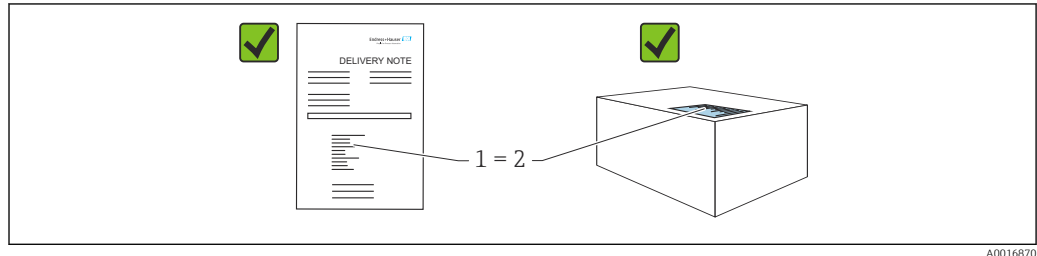 Endress+Hauser
DELIVERY NOTE
1 = 2
A0016870